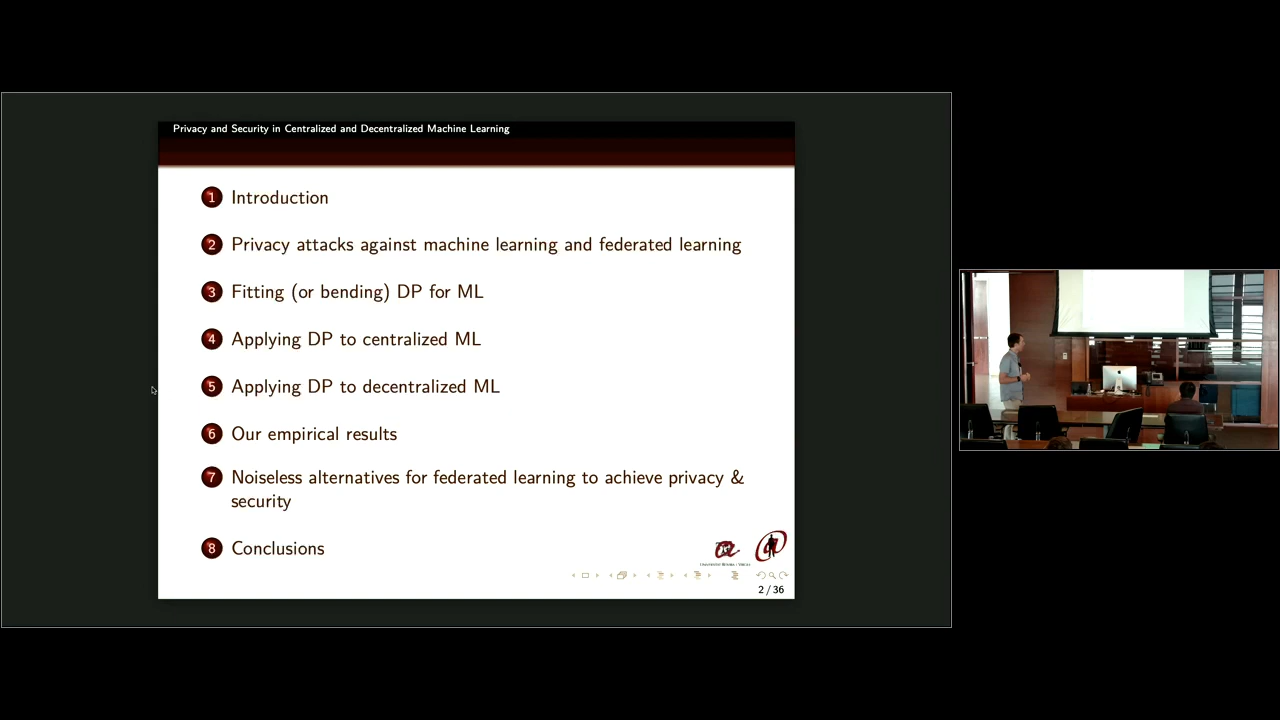 Privacy and Security in Centralized and Decentralized Machine Learning
1 Introduction
2 Privacy attacks against machine learning and federated learning
3 Fitting (or bending) DP for ML
4 Applying DP to centralized ML
5 Applying DP to decentralized ML
6 Our empirical results
7 Noiseless alternatives for federated learning to achieve privacy &
security
8 Conclusions
2 / 36